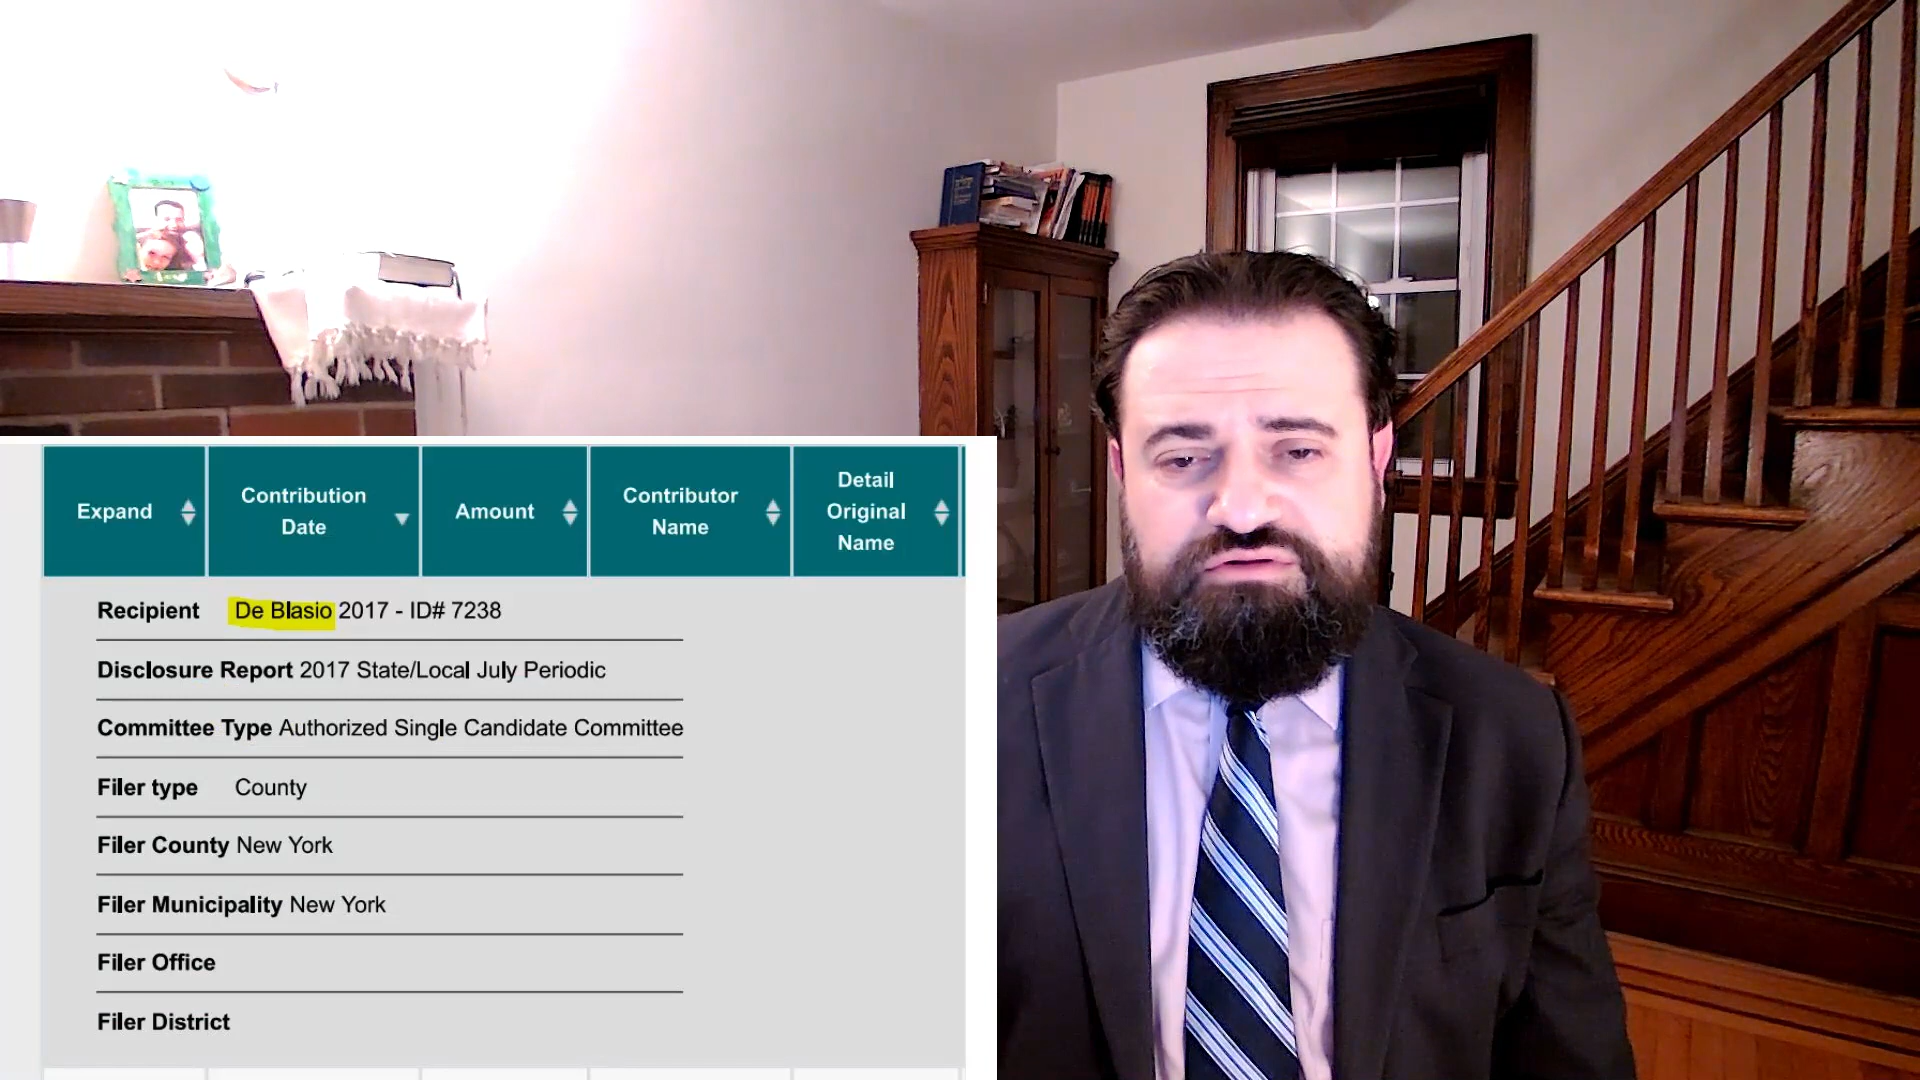 Expand
Contribution
Date
Amount
Contributor
Name
Detail
Original
Name
Recipient De Blasio 2017 - ID# 7238
Disclosure Report 2017 State/Local July Periodic
Committee Type Authorized Single Candidate Committee
Filer type County
Filer County New York
Filer Municipality New York
Filer Office
Filer District